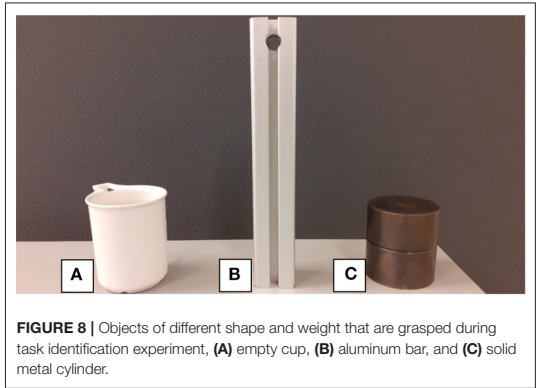 A
B
C
FIGURE 8 | Objects of different shape and weight that are grasped during
task identification experiment, (A) empty cup, (B) aluminum bar, and (C) solid
metal cylinder.